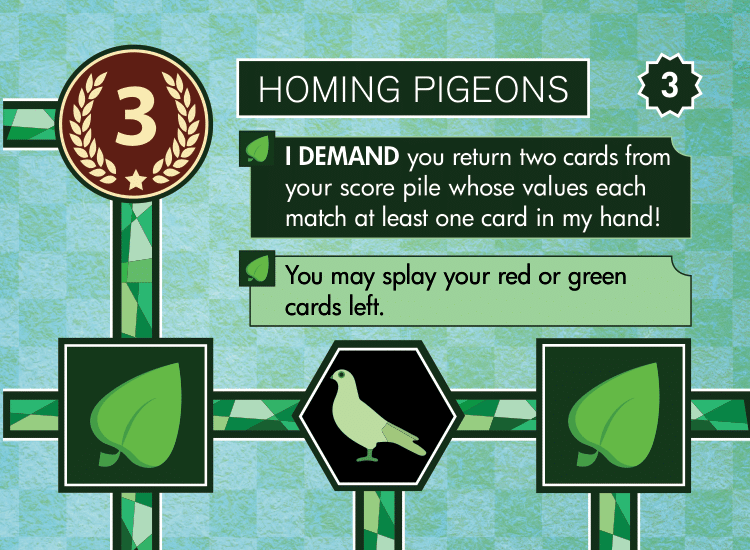 3
HOMING PIGEONS
3
I DEMAND you return two cards from
your score pile whose values each
match at least one card in my hand!
You may splay your red or green
cards left.